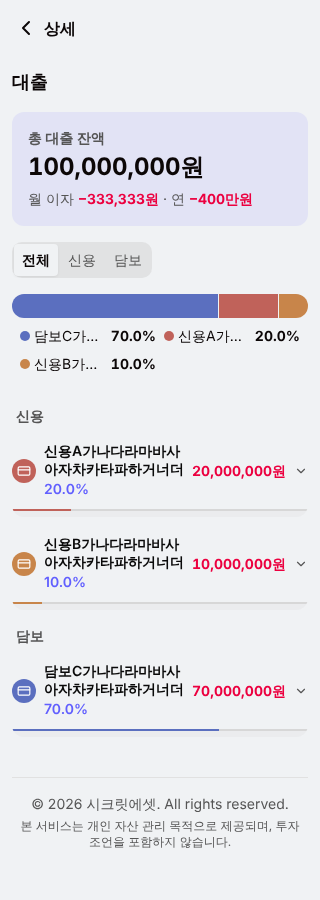 상세
대출
총 대출 잔액
100,000,000원
월 이자 −333,333원 · 연 −400만원
전체 신용 담보
담보C가... 70.0% 신용A가... 20.0%
신용B가... 10.0%
신용
신용A가나다라마바사
아자차카타파하거너더 20,000,000원
20.0%
신용B가나다라마바사
아자차카타파하거너더 10,000,000원
10.0%
담보
담보C가나다라마바사
아자차카타파하거너더 70,000,000원
70.0%
© 2026 시크릿에셋. All rights reserved.
본 서비스는 개인 자산 관리 목적으로 제공되며, 투자
조언을 포함하지 않습니다.